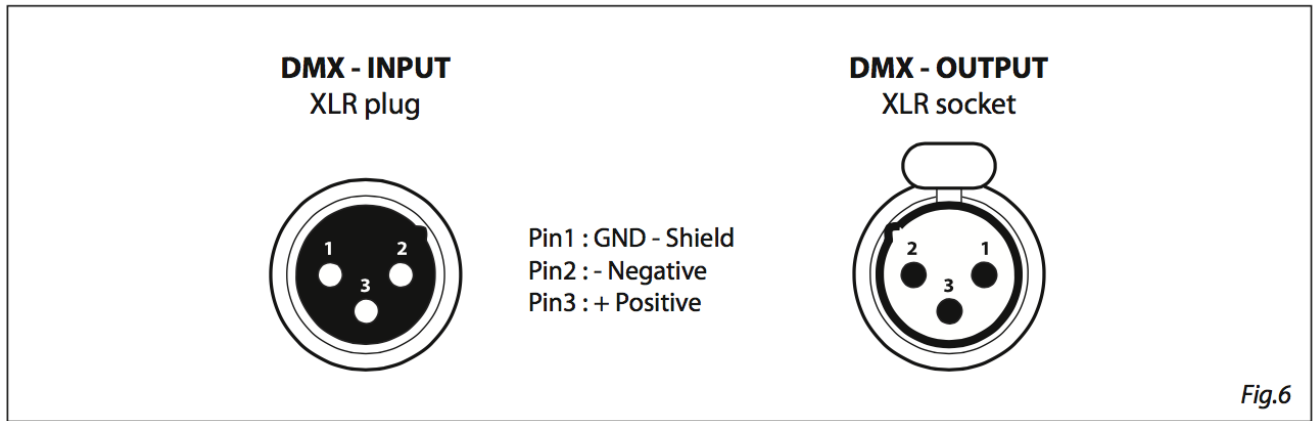 DMX - INPUT
XLR plug
1
2
3
Pin1 : GND - Shield
Pin2 : - Negative
Pin3 : + Positive
DMX - OUTPUT
XLR socket
2
1
3
Fig.6